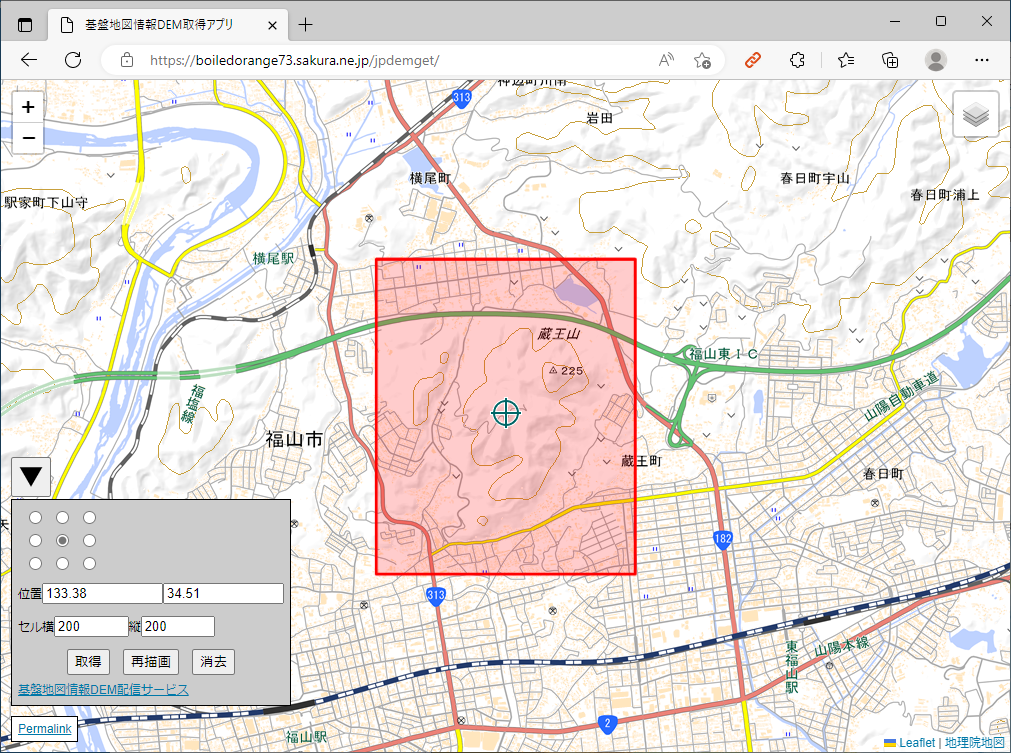 基盤地図情報DEM取得アプリ
https://boiledorange73.sakura.ne.jp/jpdemget/
+
−
313
岩田
横尾町
春日町宇山
春日町浦上
駅家町下山守
横尾駅
蔵王山
225
福山東IC
福塩線
山陽自動車道
福山市
蔵王町
春日町
182
313
位置 133.38 34.51
セル横 200 縦 200
取得 再描画 消去
基盤地図情報DEM配信サービス
東福山駅
山陽本線
2
Permalink
福山駅
Leaflet | 地理院地図